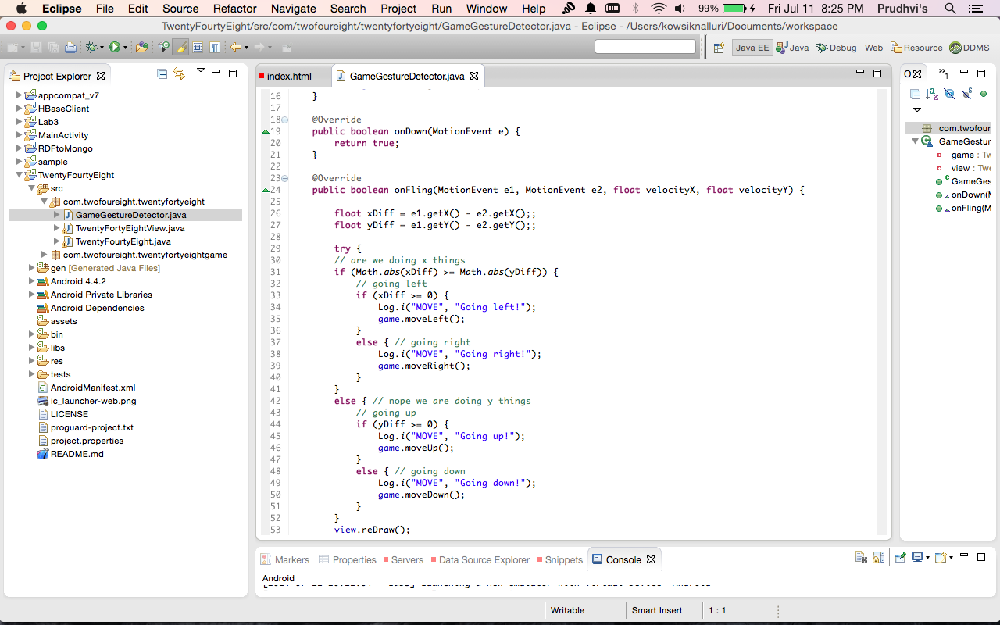 Eclipse File Edit Source Refactor Navigate Search Project Run Window Help 99% Fri Jul 11 8:25 PM Prudhvi's
TwentyFourtyEight/src/com/twofoureight/twentyfortyeight/GameGestureDetector.java - Eclipse - /Users/kowsiknalluri/Documents/workspace
Java EE Java Debug Web Resource DDMS
Project Explorer
appcompat_v7
HBaseClient
Lab3
MainActivity
RDFtoMongo
sample
TwentyFourtyEight
src
com.twofoureight.twentyfortyeight
GameGestureDetector.java
TwentyFortyEightView.java
TwentyFourtyEight.java
com.twofoureight.twentyfortyeightgame
gen [Generated Java Files]
Android 4.4.2
Android Private Libraries
Android Dependencies
assets
bin
libs
res
tests
AndroidManifest.xml
ic_launcher-web.png
LICENSE
proguard-project.txt
project.properties
README.md
index.html GameGestureDetector.java
16 }
17
18 @Override
19 public boolean onDown(MotionEvent e) {
20 return true;
21 }
22
23 @Override
24 public boolean onFling(MotionEvent e1, MotionEvent e2, float velocityX, float velocityY) {
25
26 float xDiff = e1.getX() - e2.getX();;
27 float yDiff = e1.getY() - e2.getY();;
28
29 try {
30 // are we doing x things
31 if (Math.abs(xDiff) >= Math.abs(yDiff)) {
32 // going left
33 if (xDiff >= 0) {
34 Log.i("MOVE", "Going left!");
35 game.moveLeft();
36 }
37 else { // going right
38 Log.i("MOVE", "Going right!");
39 game.moveRight();
40 }
41 }
42 else { // nope we are doing y things
43 // going up
44 if (yDiff >= 0) {
45 Log.i("MOVE", "Going up!");
46 game.moveUp();
47 }
48 else { // going down
49 Log.i("MOVE", "Going down!");
50 game.moveDown();
51 }
52 }
53 view.reDraw();
com.twofour
GameGestur
game : Tw
view : Twe
GameGes
onDown(M
onFling(M
Markers Properties Servers Data Source Explorer Snippets Console
Android
Writable Smart Insert 1 : 1